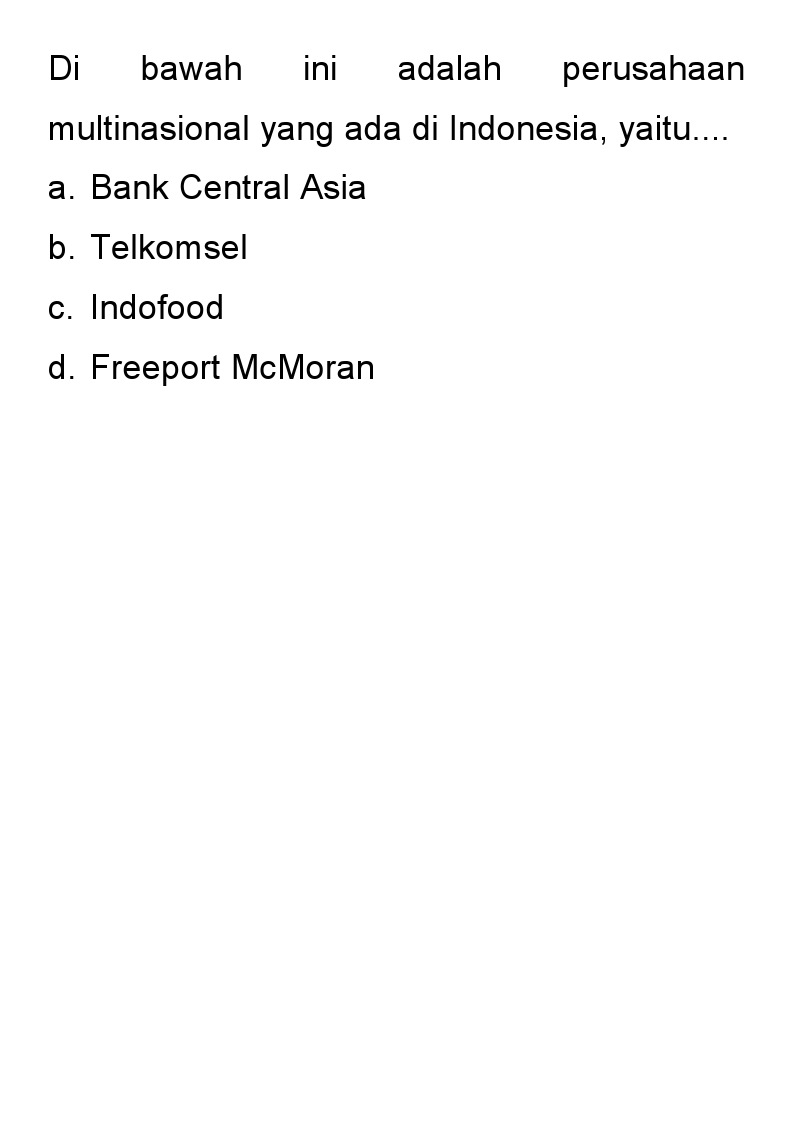 Di bawah ini adalah perusahaan
multinasional yang ada di Indonesia, yaitu....
a. Bank Central Asia
b. Telkomsel
c. Indofood
d. Freeport McMoran